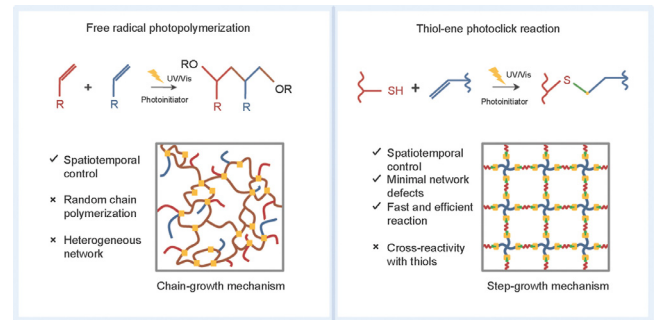 Free radical photopolymerization
R
+
R
UV/Vis
Photoinitiator
RO
R
R
OR
✓ Spatiotemporal
control
× Random chain
polymerization
× Heterogeneous
network
Chain-growth mechanism
Thiol-ene photoclick reaction
SH
+
UV/Vis
Photoinitiator
S
✓ Spatiotemporal
control
✓ Minimal network
defects
✓ Fast and efficient
reaction
× Cross-reactivity
with thiols
Step-growth mechanism